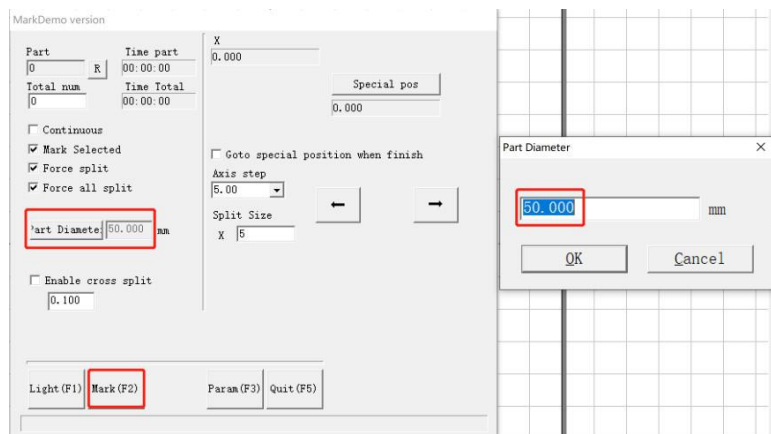 MarkDemo version
Part Time part
0 R 00:00:00
Total num Time Total
0 00:00:00
Continuous
Mark Selected
Force split
Force all split
Part Diamete 50.000 mm
Enable cross split
0.100
X
0.000
Special pos
0.000
Goto special position when finish
Axis step
5.00
Split Size
X 5
Light(F1) Mark(F2) Param(F3) Quit(F5)
Part Diameter
50.000 mm
OK Cancel